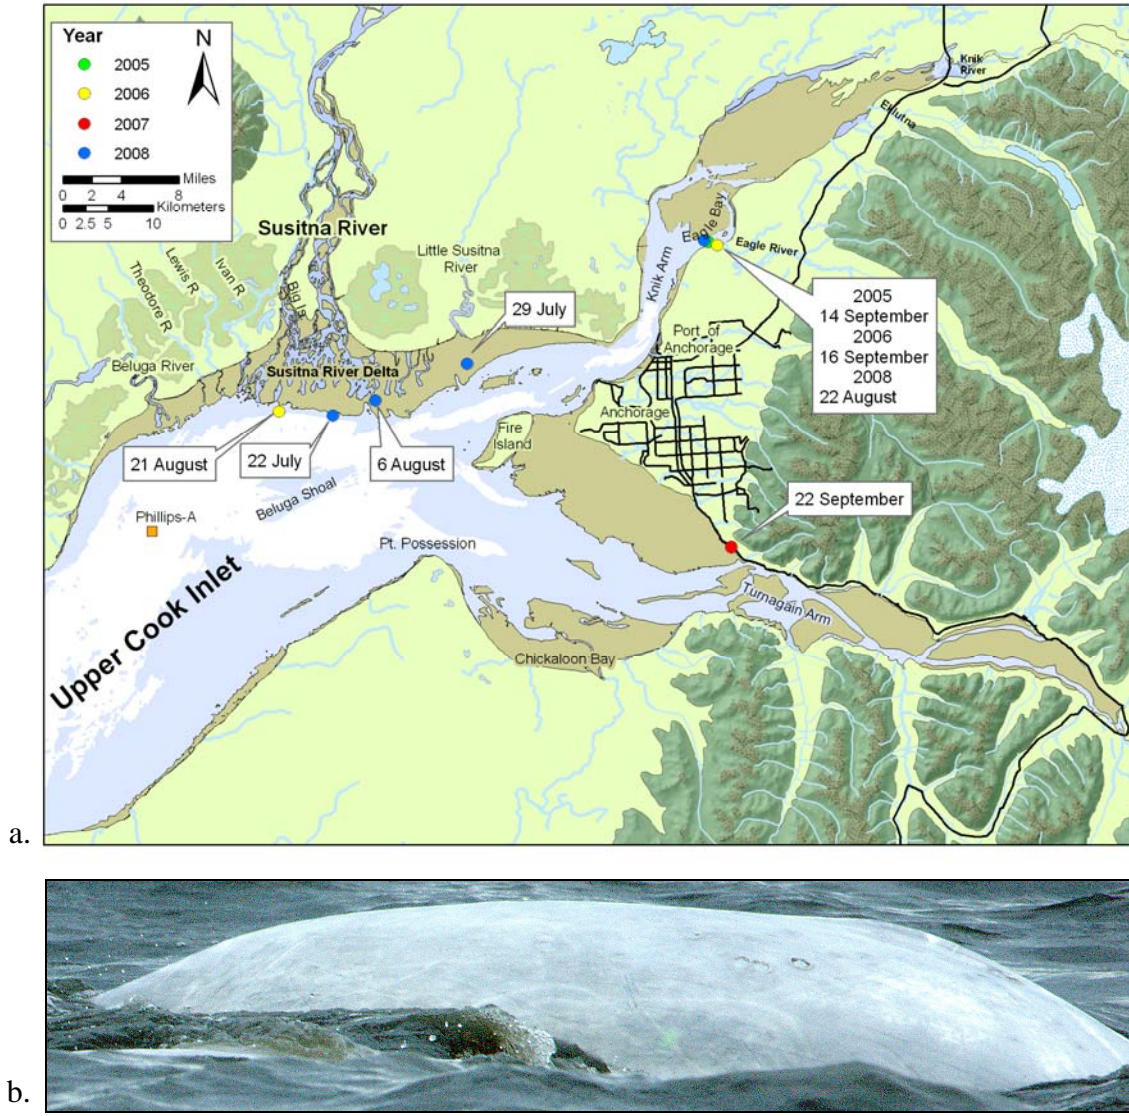 Year
2005
2006
2007
2008
N
Miles
0 2 4 8
Kilometers
0 2.5 5 10
Knik
River
Eklutna
Eagle Bay
Eagle River
Susitna River
Little Susitna
River
Knik Arm
Theodore R
Lewis R
Ivan R
Big Is
29 July
Port of
Anchorage
2005
14 September
2006
16 September
2008
22 August
Beluga River
Susitna River Delta
Anchorage
Fire
Island
21 August
22 July
6 August
Beluga Shoal
22 September
Phillips-A
Pt. Possession
Upper Cook Inlet
Turnagain Arm
Chickaloon Bay
a.
b.